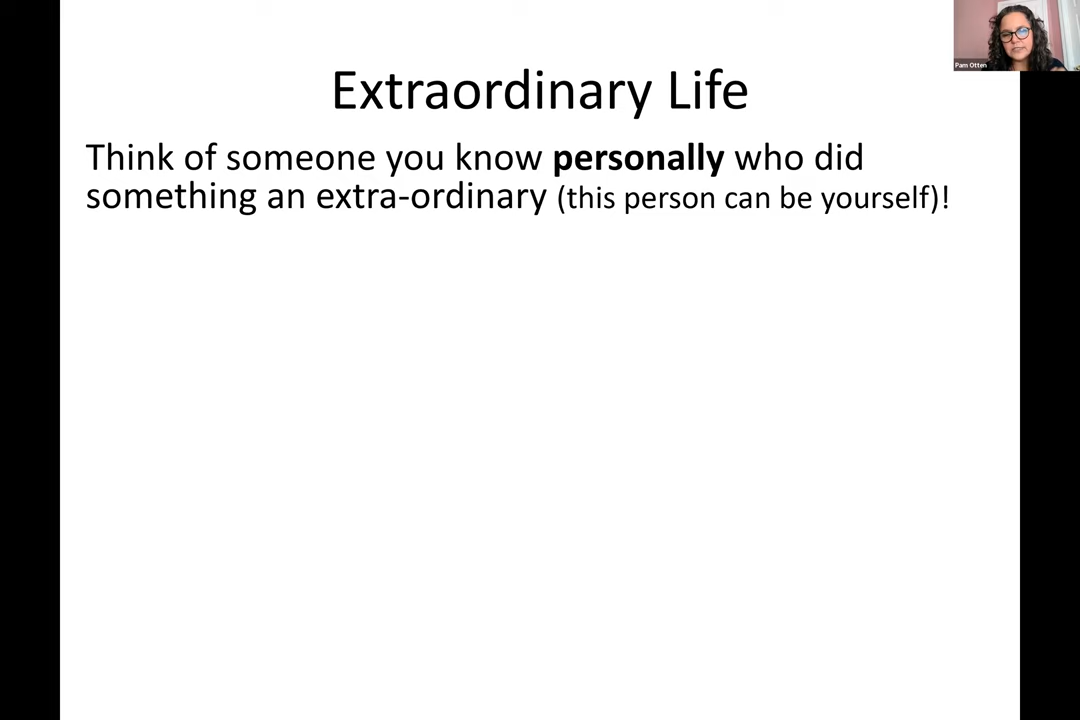 Pam Otten
Extraordinary Life
Think of someone you know personally who did
something an extra-ordinary (this person can be yourself)!